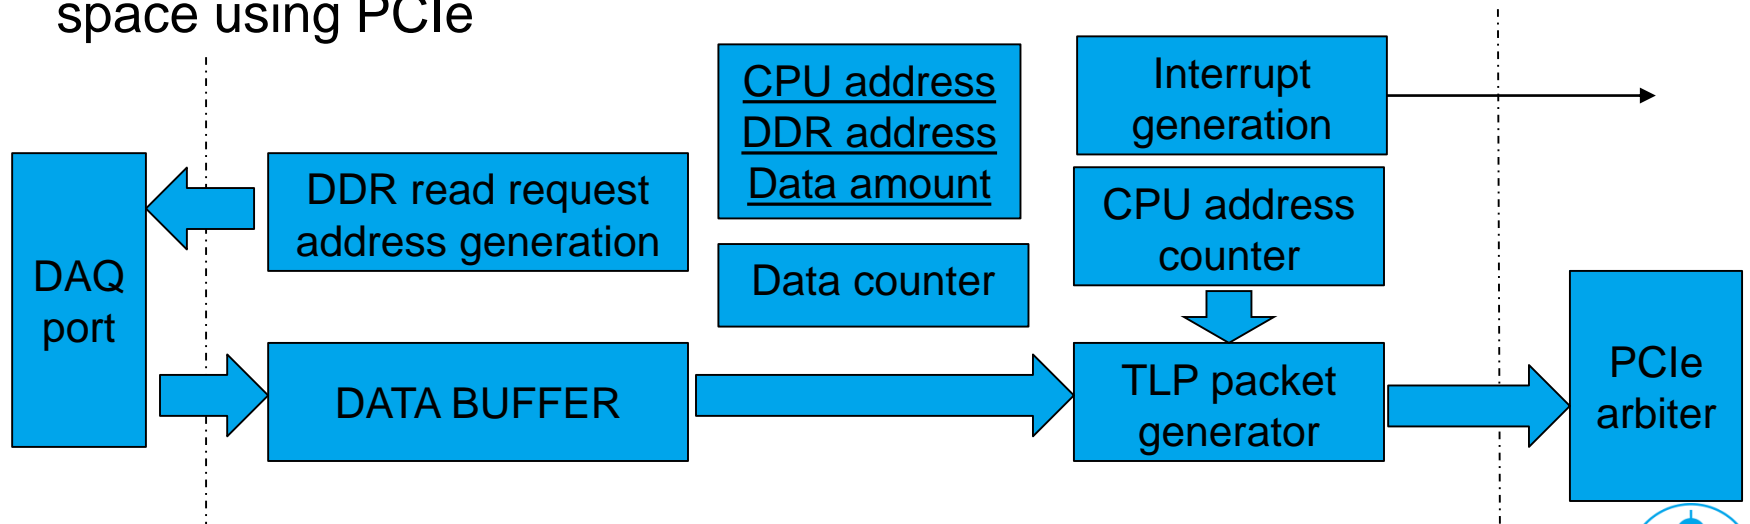 space using PCIe
CPU address
DDR address
Data amount
Interrupt
generation
DDR read request
address generation
CPU address
counter
DAQ
port
Data counter
DATA BUFFER
TLP packet
generator
PCIe
arbiter